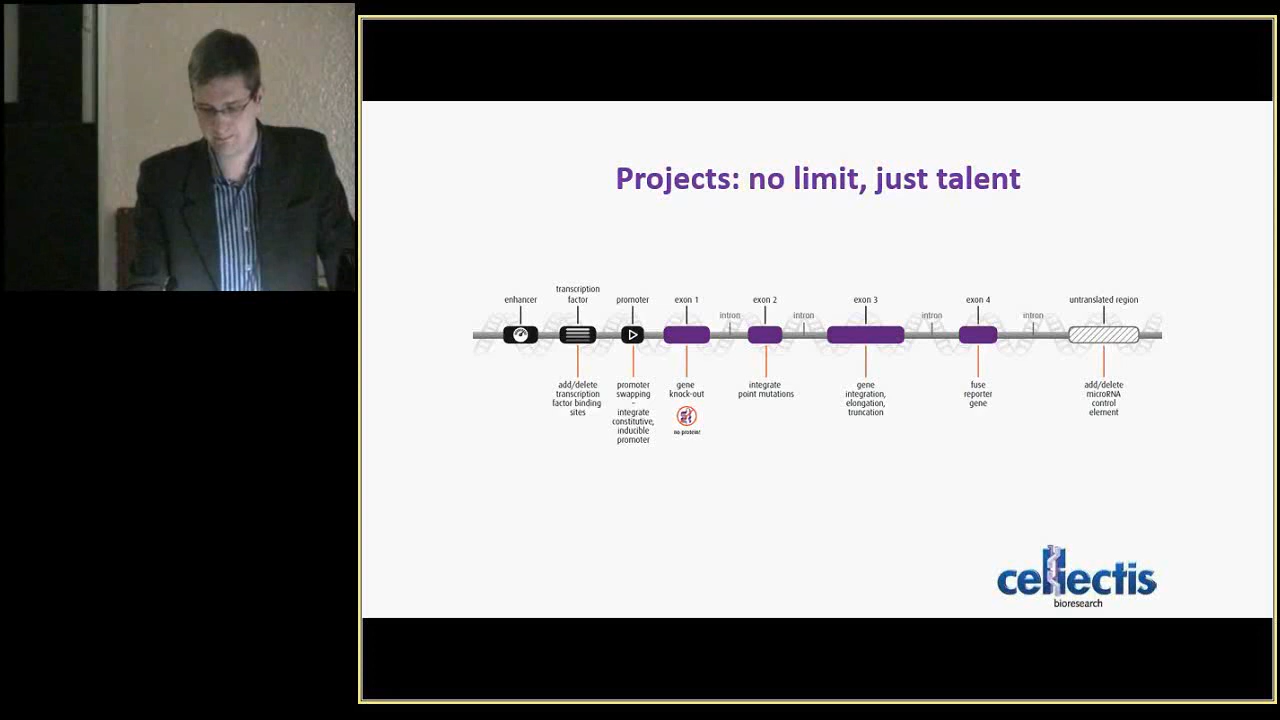 Projects: no limit, just talent
enhancer
transcription
factor
promoter
exon 1
intron
exon 2
intron
exon 3
intron
exon 4
intron
untranslated region
add/delete
transcription
factor binding
sites
promoter
swapping
-
integrate
constitutive,
inducible
promoter
gene
knock-out
no protein!
integrate
point mutations
gene
integration,
elongation,
truncation
fuse
reporter
gene
add/delete
microRNA
control
element
cellectis
bioresearch